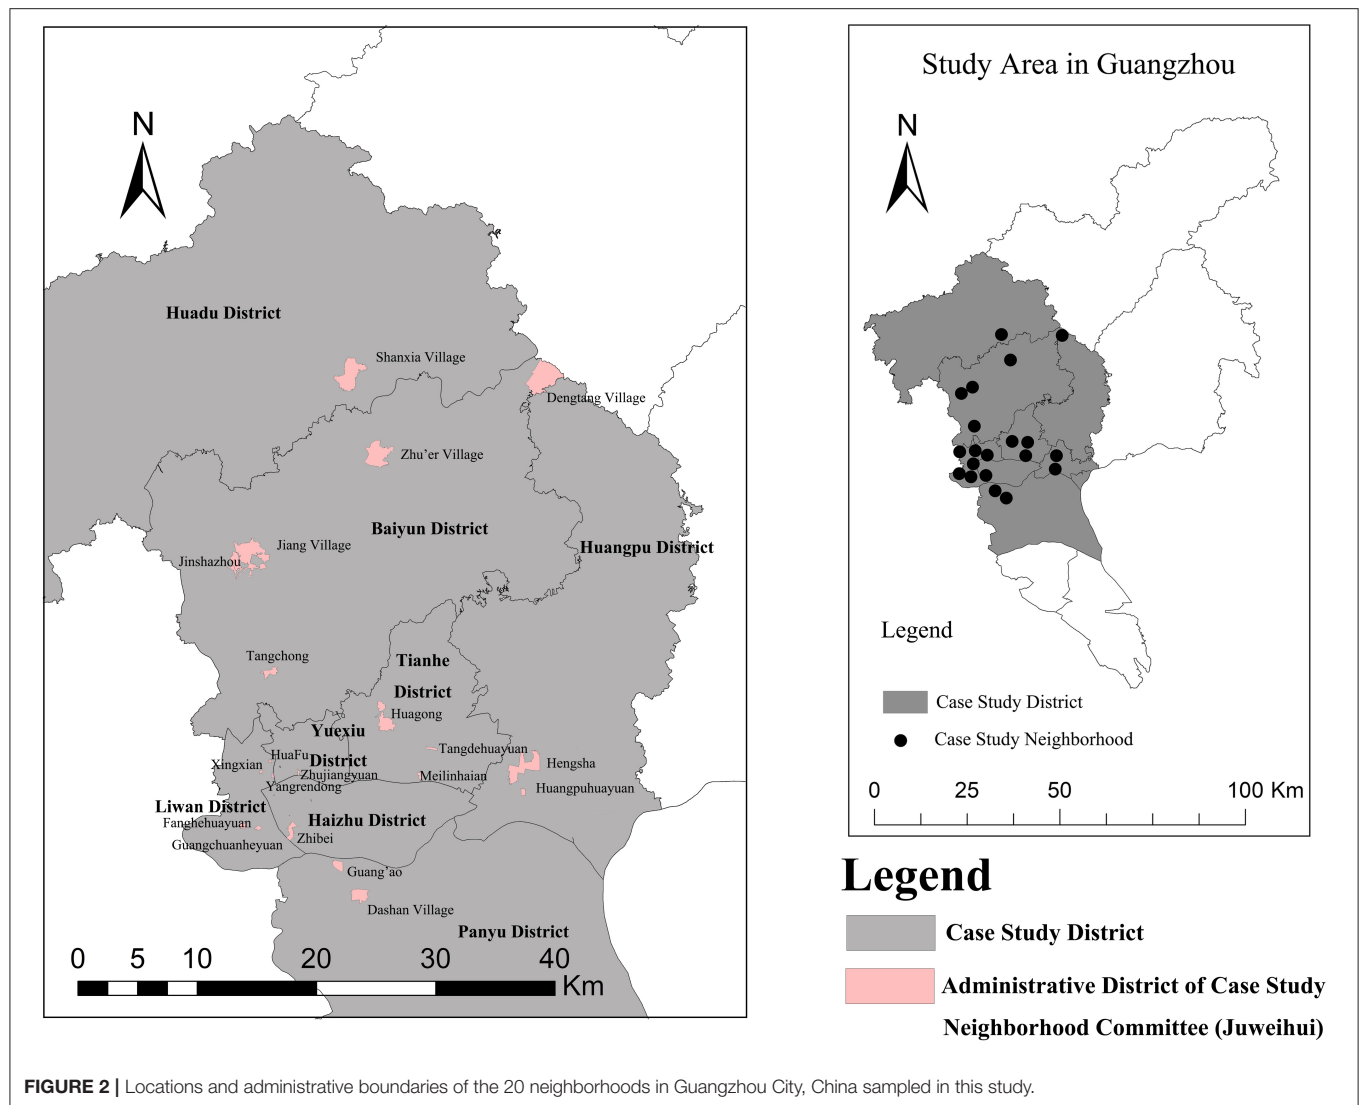 N
Huadu District
Shanxia Village
Dengtang Village
Zhu'er Village
Baiyun District
Huangpu District
Jiang Village
Jinshazhou
Tangchong
Tianhe
District
Huagong
Yuexiu
District
Tangdehuayuan
HuaFu
Xingxian
Zhujiangyuan
Meilinhaian
Hengsha
Yangrendong
Huangpuhuayuan
Liwan District
Haizhu District
Fanghehuayuan
Zhibei
Guangchuanheyuan
Guang'ao
Dashan Village
Panyu District
0 5 10 20 30 40
Km
Study Area in Guangzhou
N
Legend
Case Study District
Case Study Neighborhood
0 25 50 100 Km
Legend
Case Study District
Administrative District of Case Study
Neighborhood Committee (Juweihui)
FIGURE 2 | Locations and administrative boundaries of the 20 neighborhoods in Guangzhou City, China sampled in this study.